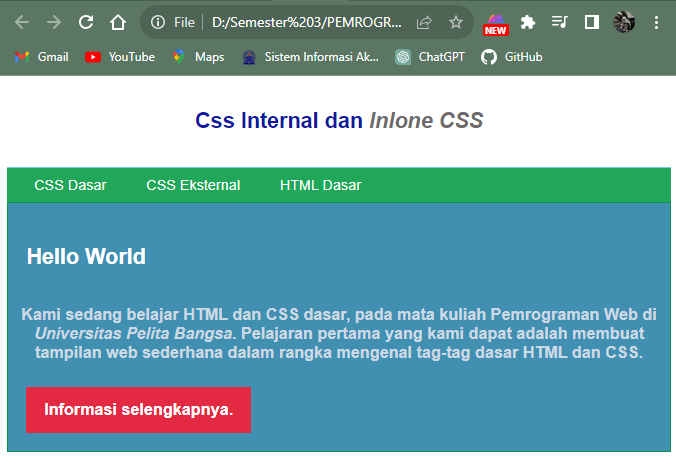 File D:/Semester%203/PEMROGR...
NEW
Gmail YouTube Maps Sistem Informasi Ak... ChatGPT GitHub
Css Internal dan Inlone CSS
CSS Dasar CSS Eksternal HTML Dasar
Hello World
Kami sedang belajar HTML dan CSS dasar, pada mata kuliah Pemrograman Web di
Universitas Pelita Bangsa. Pelajaran pertama yang kami dapat adalah membuat
tampilan web sederhana dalam rangka mengenal tag-tag dasar HTML dan CSS.
Informasi selengkapnya.